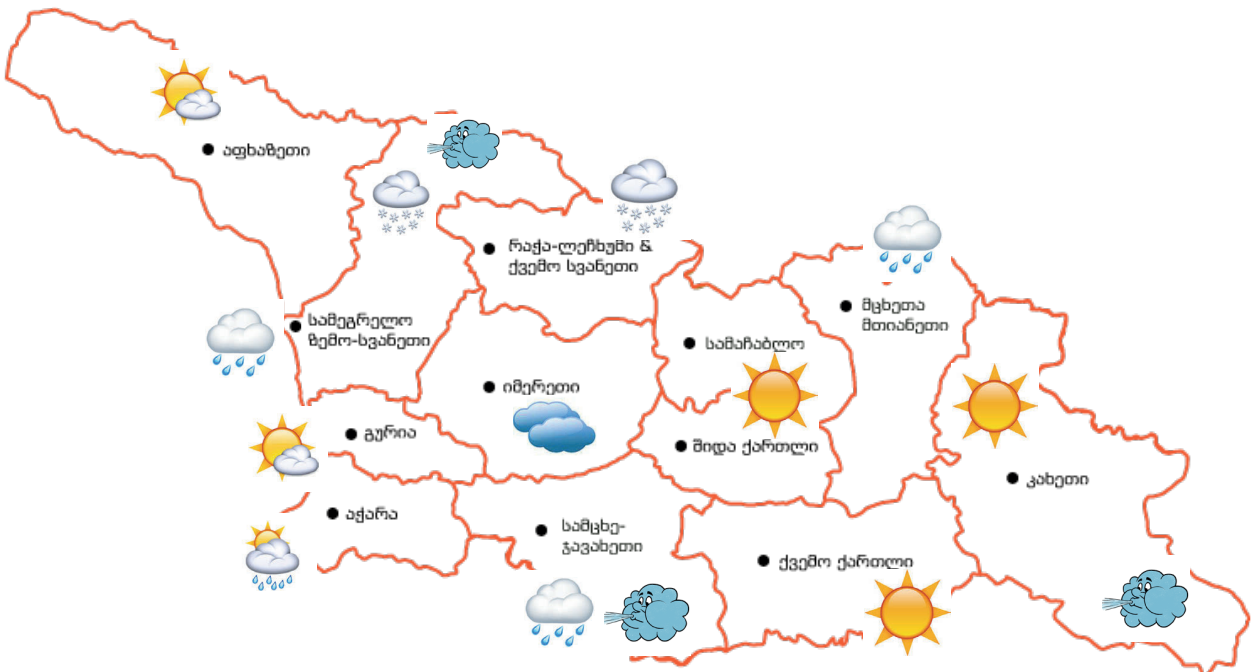 აფხაზეთი
რაჭა-ლეჩხუმი &
ქვემო სვანეთი
მცხეთა
მთიანეთი
სამეგრელო
ზემო-სვანეთი
სამაჩაბლო
იმერეთი
გურია
შიდა ქართლი
კახეთი
აჭარა
სამცხე-
ჯავახეთი
ქვემო ქართლი